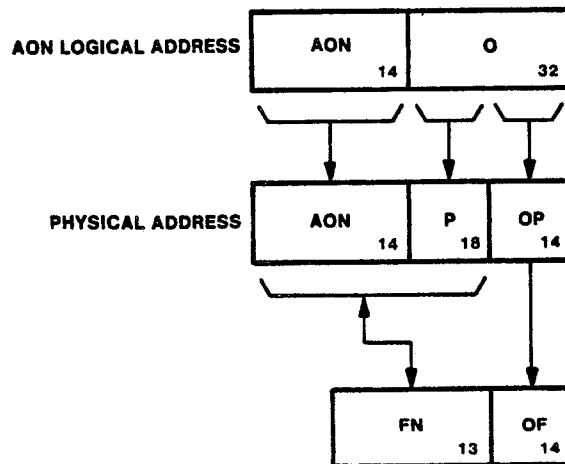 AON LOGICAL ADDRESS AON 14 O 32
PHYSICAL ADDRESS AON 14 P 18 OP 14
FN 13 OF 14